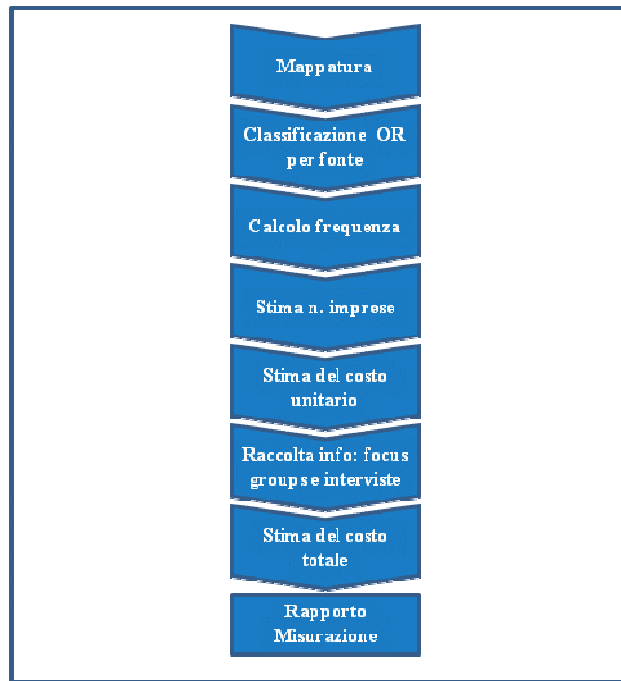 Mappatura
Classificazione OR
per fonte
Calcolo frequenza
Stima n. imprese
Stima del costo
unitario
Raccolta info: focus
groups e interviste
Stima del costo
totale
Rapporto
Misurazione